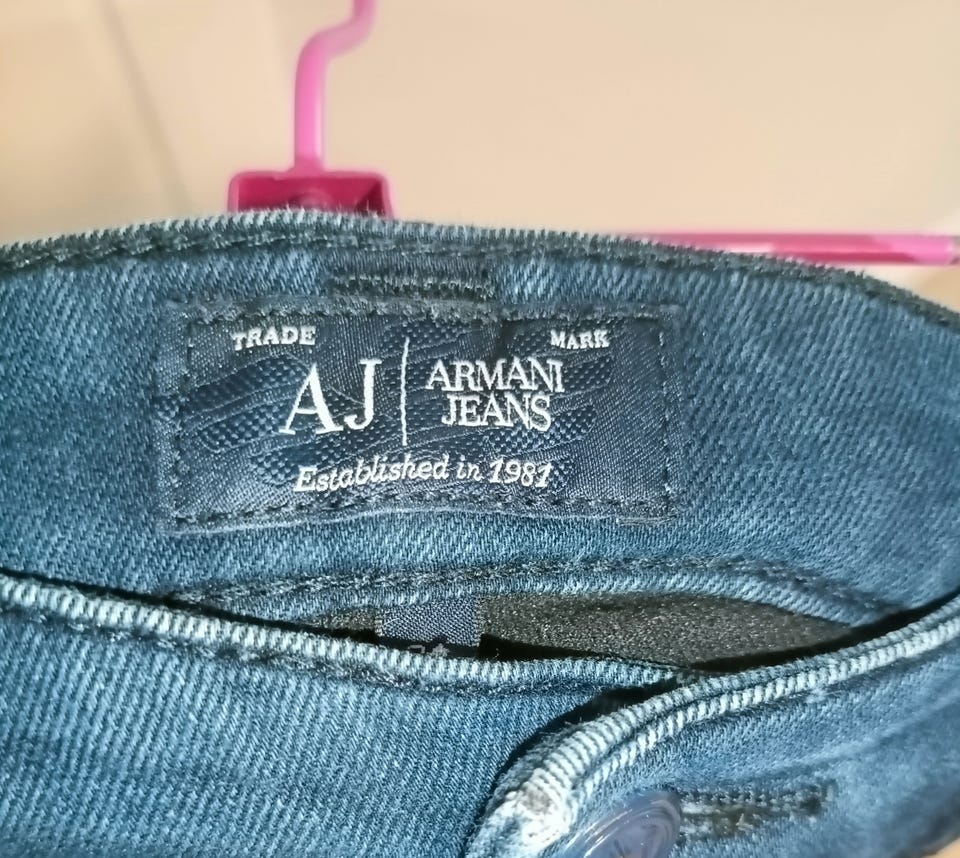 TRADE MARK
AJ ARMANI
JEANS
Established in 1981